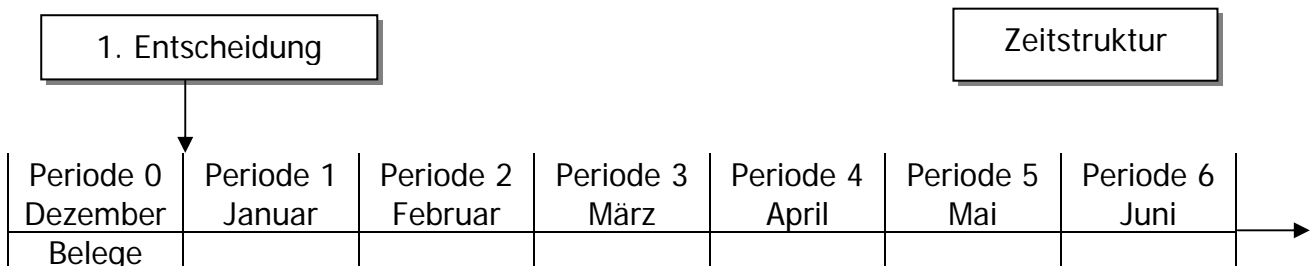 1. Entscheidung
Zeitstruktur
Periode 0 Periode 1 Periode 2 Periode 3 Periode 4 Periode 5 Periode 6
Dezember Januar Februar März April Mai Juni
Belege